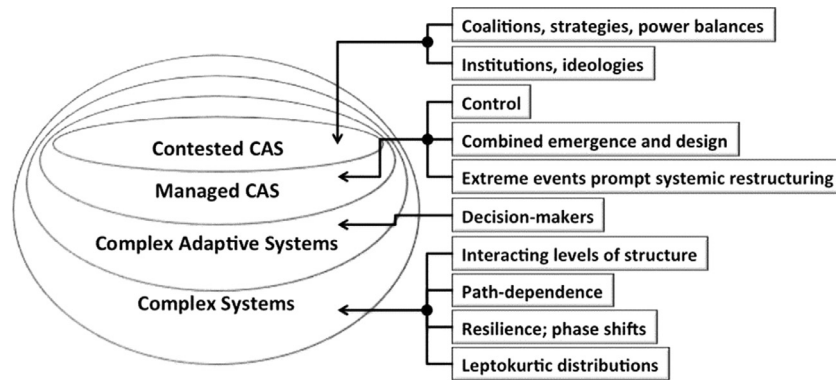 Contested CAS
Managed CAS
Complex Adaptive Systems
Complex Systems
Coalitions, strategies, power balances
Institutions, ideologies
Control
Combined emergence and design
Extreme events prompt systemic restructuring
Decision-makers
Interacting levels of structure
Path-dependence
Resilience; phase shifts
Leptokurtic distributions